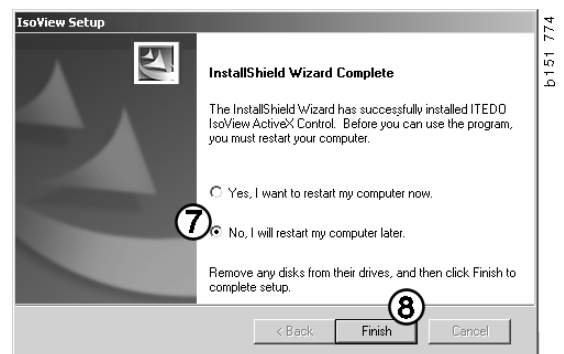 IsoView Setup
InstallShield Wizard Complete
The InstallShield Wizard has successfully installed ITEDO
IsoView ActiveX Control. Before you can use the program,
you must restart your computer.
Yes, I want to restart my computer now.
7
No, I will restart my computer later.
Remove any disks from their drives, and then click Finish to
complete setup.
8
< Back
Finish
Cancel
b151 774